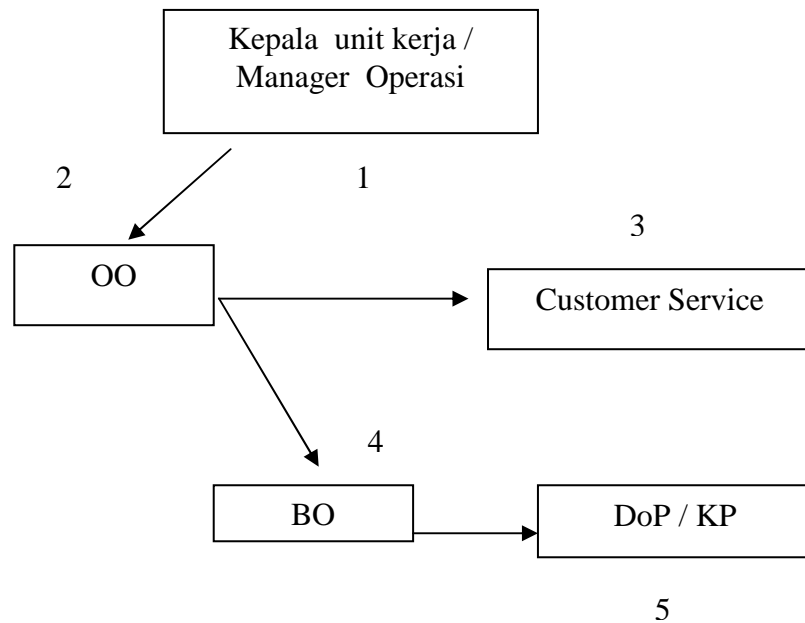 Kepala unit kerja /
Manager Operasi
2
1
3
OO
Customer Service
4
BO
DoP / KP
5